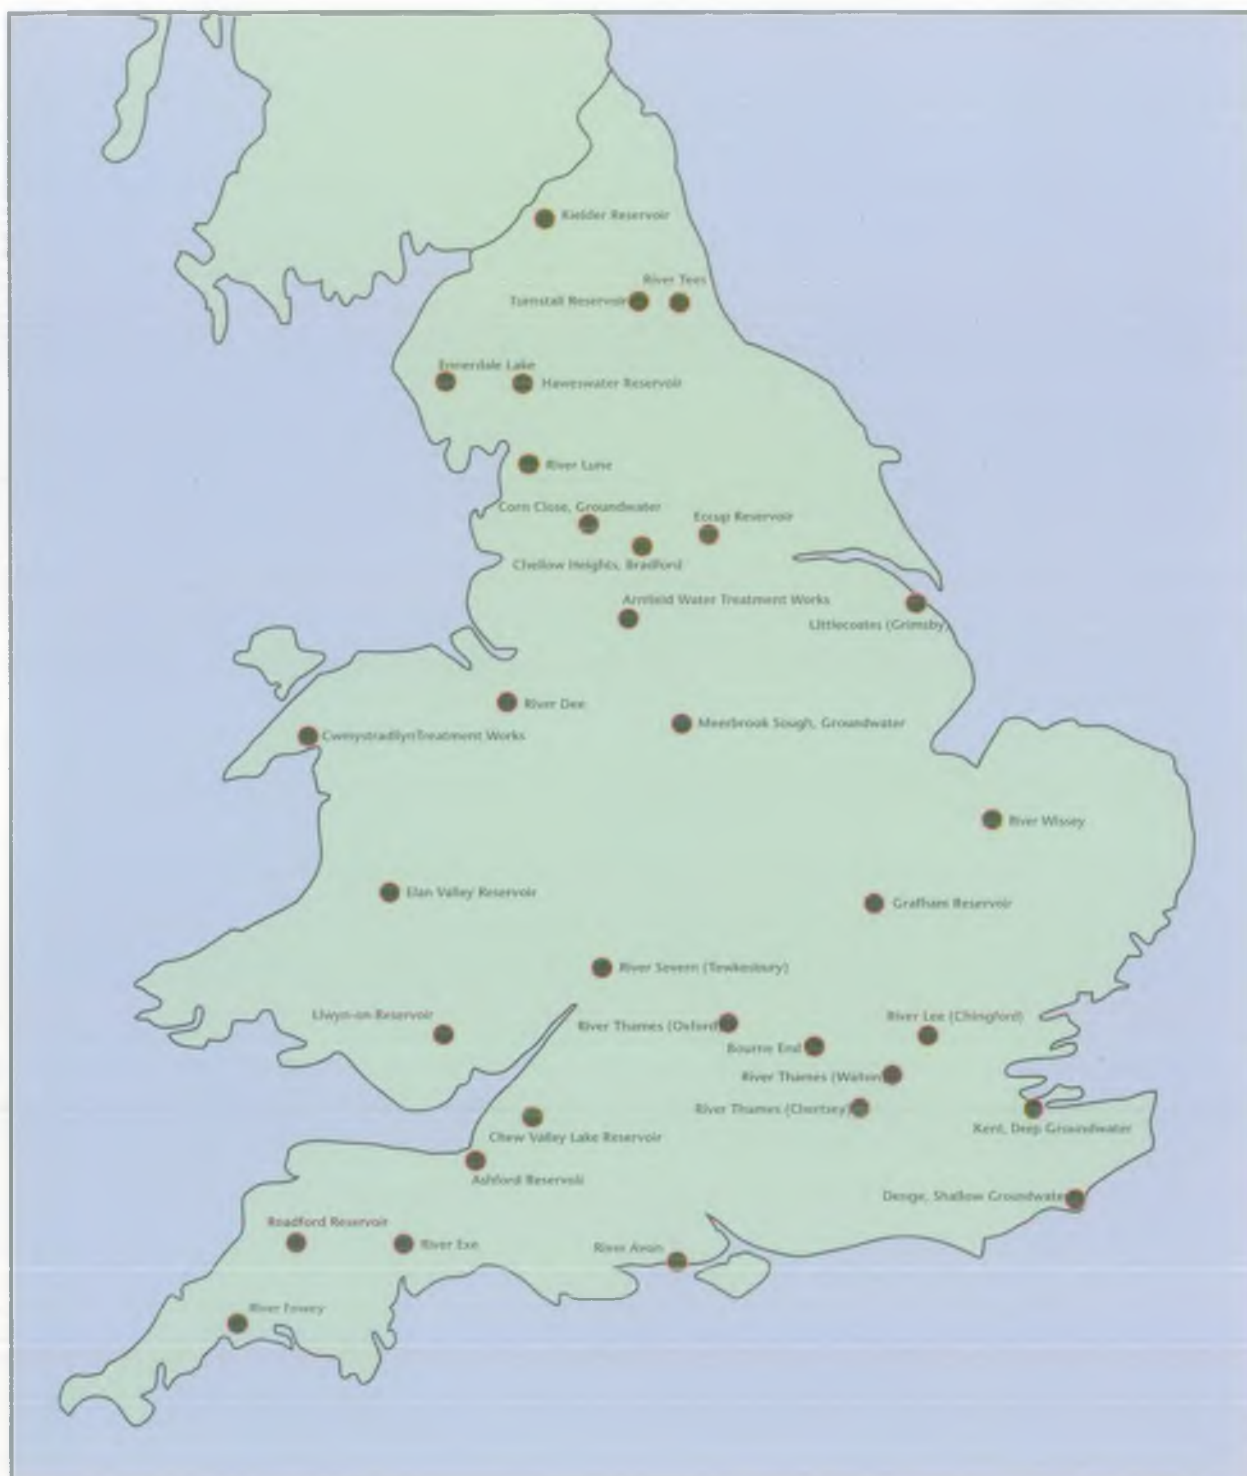 Kielder Reservoir
River Tees
Turnstall Reservoir
Ennerdale Lake
Haweswater Reservoir
River Lune
Corn Close, Groundwater
Eccup Reservoir
Chellow Heights, Bradford
Arnfield Water Treatment Works
Littlecoates (Grimsby)
River Dee
Meerbrook Sough, Groundwater
CwmystradllynTreatment Works
River Wissey
Elan Valley Reservoir
Grafham Reservoir
River Severn (Tewkesbury)
Llwyn-on Reservoir
River Thames (Oxford)
River Lee (Chingford)
Bourne End
River Thames (Walton)
River Thames (Chertsey)
Kent, Deep Groundwater
Chew Valley Lake Reservoir
Ashford Reservoir
Denge, Shallow Groundwater
Roadford Reservoir
River Exe
River Avon
River Fowey